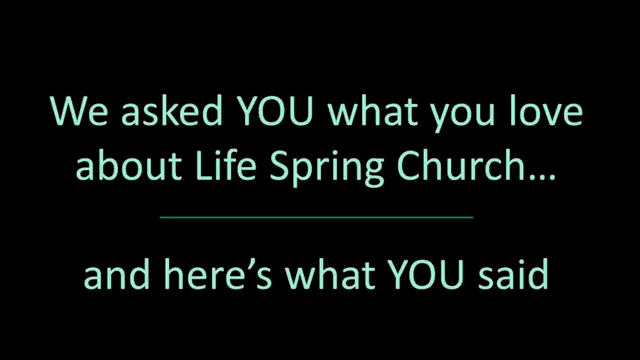 We asked YOU what you love
about Life Spring Church...
and here's what YOU said